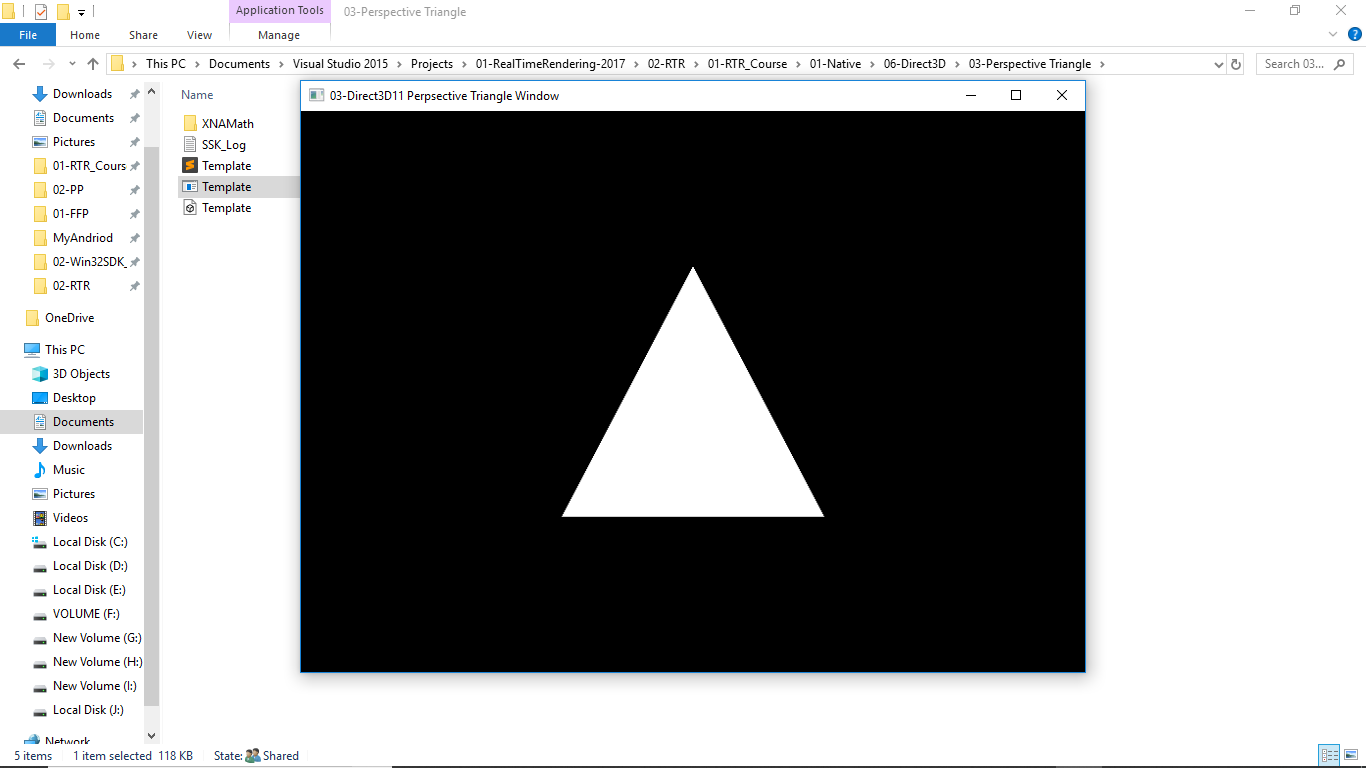 Application Tools
03-Perspective Triangle
File
Home
Share
View
Manage
This PC
Documents
Visual Studio 2015
Projects
01-RealTimeRendering-2017
02-RTR
01-RTR_Course
01-Native
06-Direct3D
03-Perspective Triangle
Search 03...
Downloads
Documents
Pictures
01-RTR_Cours
02-PP
01-FFP
MyAndriod
02-Win32SDK_
02-RTR
OneDrive
This PC
3D Objects
Desktop
Documents
Downloads
Music
Pictures
Videos
Local Disk (C:)
Local Disk (D:)
Local Disk (E:)
VOLUME (F:)
New Volume (G:)
New Volume (H:)
New Volume (I:)
Local Disk (J:)
Network
Name
XNAMath
SSK_Log
Template
Template
Template
03-Direct3D11 Perpsective Triangle Window
5 items
1 item selected 118 KB
State: Shared